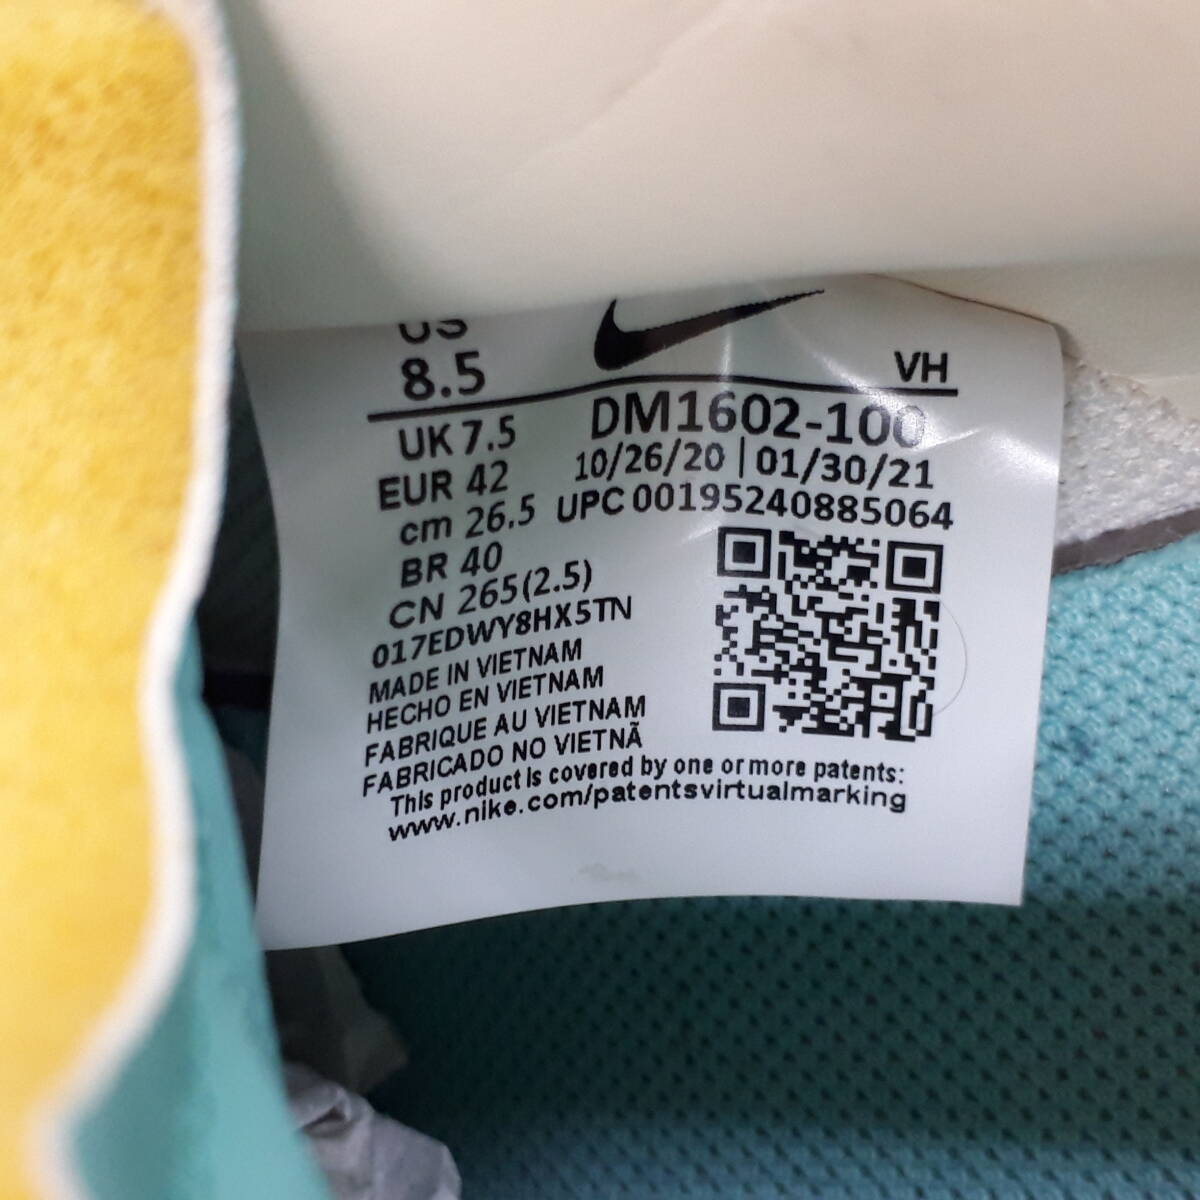 US
8.5
VH
UK 7.5
EUR 42
cm 26.5
BR 40
CN 265(2.5)
DM1602-100
10/26/20 | 01/30/21
UPC 00195240885064
017EDWY8HX5TN
MADE IN VIETNAM
HECHO EN VIETNAM
FABRIQUE AU VIETNAM
FABRICADO NO VIETNÃ
This product is covered by one or more patents:
www.nike.com/patentsvirtualmarking